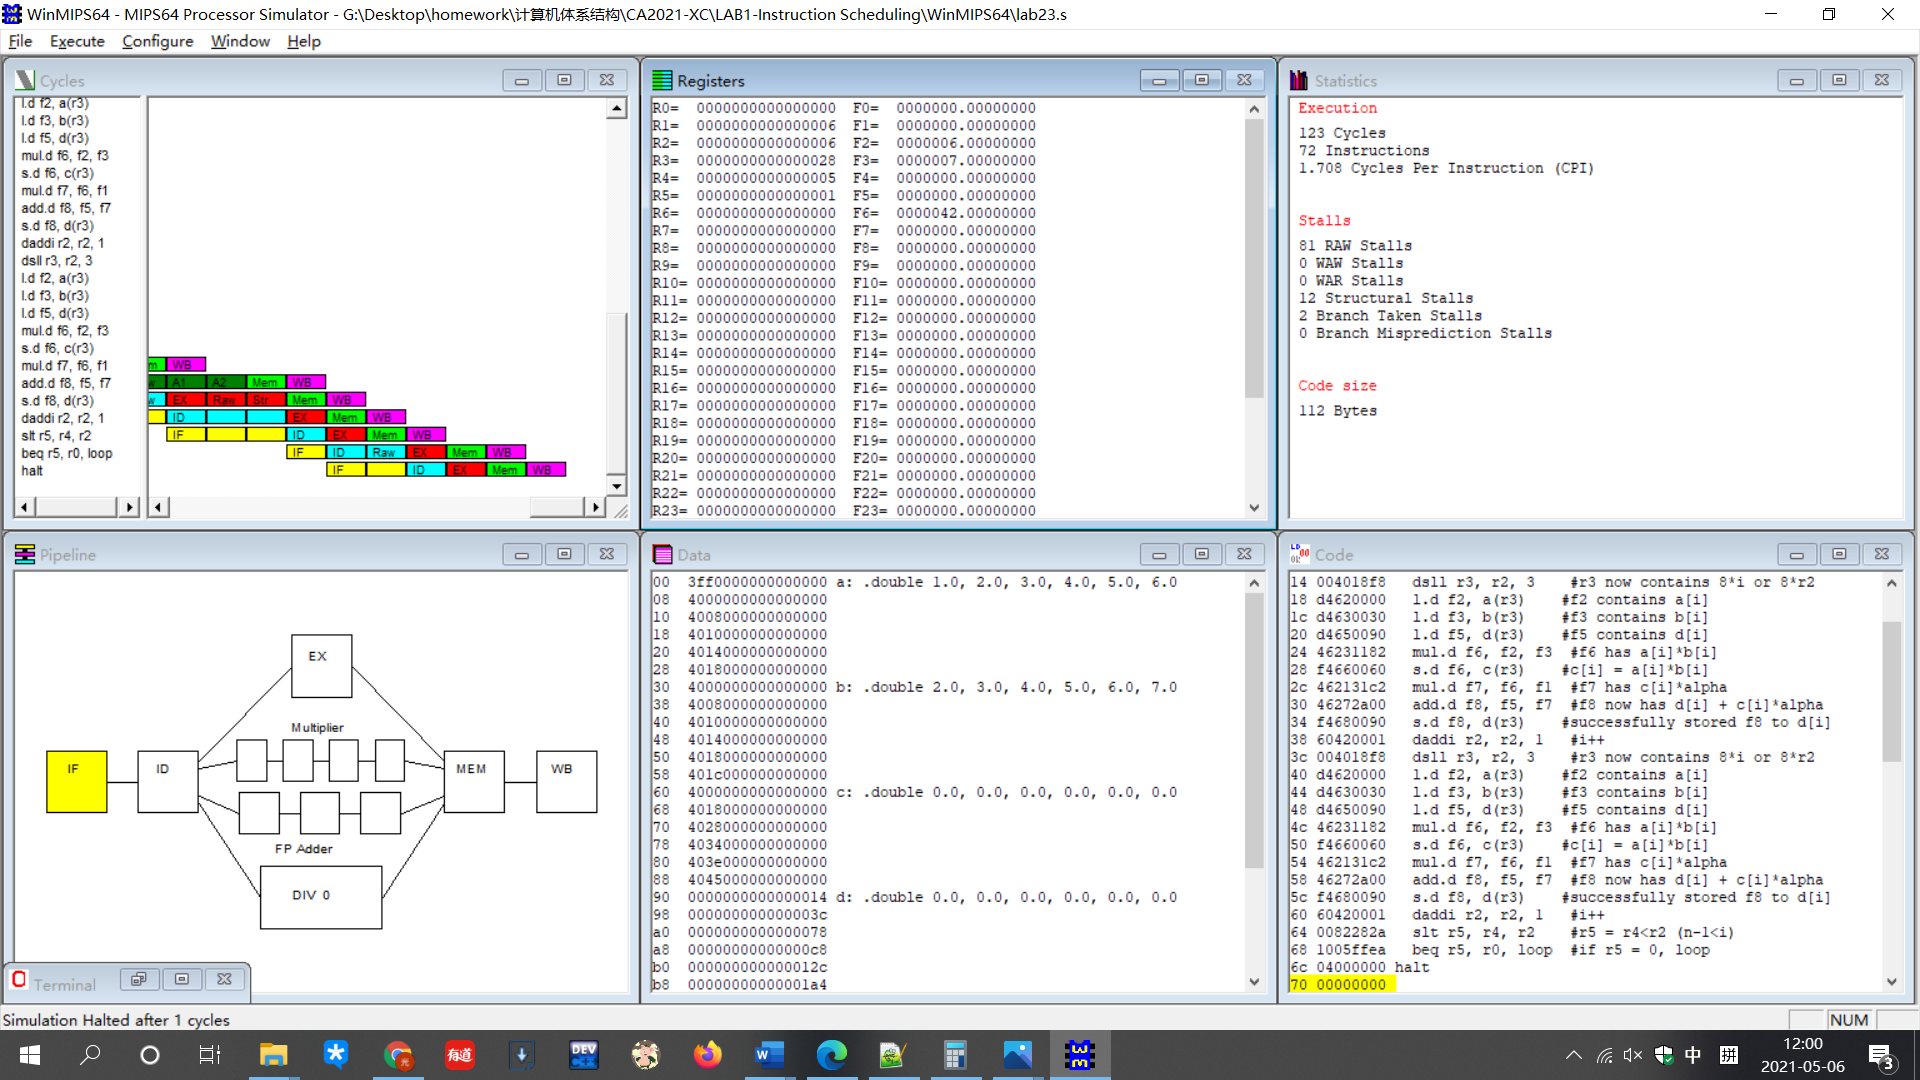 WinMIPS64 - MIPS64 Processor Simulator - G:\Desktop\homework\计算机体系结构\CA2021-XC\LAB1-Instruction Scheduling\WinMIPS64\lab23.s
File Execute Configure Window Help
Cycles
l.d f2, a(r3)
l.d f3, b(r3)
l.d f5, d(r3)
mul.d f6, f2, f3
s.d f6, c(r3)
mul.d f7, f6, f1
add.d f8, f5, f7
s.d f8, d(r3)
daddi r2, r2, 1
dsll r3, r2, 3
l.d f2, a(r3)
l.d f3, b(r3)
l.d f5, d(r3)
mul.d f6, f2, f3
s.d f6, c(r3)
mul.d f7, f6, f1
add.d f8, f5, f7
s.d f8, d(r3)
daddi r2, r2, 1
slt r5, r4, r2
beq r5, r0, loop
halt
m WB
w A1 A2 Mem WB
w EX Raw Str Mem WB
ID EX Mem WB
IF ID EX Mem WB
IF ID Raw EX Mem WB
IF ID EX Mem WB
Registers
R0= 0000000000000000 F0= 0000000.00000000
R1= 0000000000000006 F1= 0000000.00000000
R2= 0000000000000006 F2= 0000006.00000000
R3= 0000000000000028 F3= 0000007.00000000
R4= 0000000000000005 F4= 0000000.00000000
R5= 0000000000000001 F5= 0000000.00000000
R6= 0000000000000000 F6= 0000042.00000000
R7= 0000000000000000 F7= 0000000.00000000
R8= 0000000000000000 F8= 0000000.00000000
R9= 0000000000000000 F9= 0000000.00000000
R10= 0000000000000000 F10= 0000000.00000000
R11= 0000000000000000 F11= 0000000.00000000
R12= 0000000000000000 F12= 0000000.00000000
R13= 0000000000000000 F13= 0000000.00000000
R14= 0000000000000000 F14= 0000000.00000000
R15= 0000000000000000 F15= 0000000.00000000
R16= 0000000000000000 F16= 0000000.00000000
R17= 0000000000000000 F17= 0000000.00000000
R18= 0000000000000000 F18= 0000000.00000000
R19= 0000000000000000 F19= 0000000.00000000
R20= 0000000000000000 F20= 0000000.00000000
R21= 0000000000000000 F21= 0000000.00000000
R22= 0000000000000000 F22= 0000000.00000000
R23= 0000000000000000 F23= 0000000.00000000
Statistics
Execution
123 Cycles
72 Instructions
1.708 Cycles Per Instruction (CPI)
Stalls
81 RAW Stalls
0 WAW Stalls
0 WAR Stalls
12 Structural Stalls
2 Branch Taken Stalls
0 Branch Misprediction Stalls
Code size
112 Bytes
Pipeline
EX
Multiplier
IF ID MEM WB
FP Adder
DIV 0
Terminal
Data
00 3ff0000000000000 a: .double 1.0, 2.0, 3.0, 4.0, 5.0, 6.0
08 4000000000000000
10 4008000000000000
18 4010000000000000
20 4014000000000000
28 4018000000000000
30 4000000000000000 b: .double 2.0, 3.0, 4.0, 5.0, 6.0, 7.0
38 4008000000000000
40 4010000000000000
48 4014000000000000
50 4018000000000000
58 401c000000000000
60 4000000000000000 c: .double 0.0, 0.0, 0.0, 0.0, 0.0, 0.0
68 4018000000000000
70 4028000000000000
78 4034000000000000
80 403e000000000000
88 4045000000000000
90 0000000000000014 d: .double 0.0, 0.0, 0.0, 0.0, 0.0, 0.0
98 000000000000003c
a0 0000000000000078
a8 00000000000000c8
b0 000000000000012c
b8 00000000000001a4
Code
14 004018f8 dsll r3, r2, 3 #r3 now contains 8*i or 8*r2
18 d4620000 l.d f2, a(r3) #f2 contains a[i]
1c d4630030 l.d f3, b(r3) #f3 contains b[i]
20 d4650090 l.d f5, d(r3) #f5 contains d[i]
24 46231182 mul.d f6, f2, f3 #f6 has a[i]*b[i]
28 f4660060 s.d f6, c(r3) #c[i] = a[i]*b[i]
2c 462131c2 mul.d f7, f6, f1 #f7 has c[i]*alpha
30 46272a00 add.d f8, f5, f7 #f8 now has d[i] + c[i]*alpha
34 f4680090 s.d f8, d(r3) #successfully stored f8 to d[i]
38 60420001 daddi r2, r2, 1 #i++
3c 004018f8 dsll r3, r2, 3 #r3 now contains 8*i or 8*r2
40 d4620000 l.d f2, a(r3) #f2 contains a[i]
44 d4630030 l.d f3, b(r3) #f3 contains b[i]
48 d4650090 l.d f5, d(r3) #f5 contains d[i]
4c 46231182 mul.d f6, f2, f3 #f6 has a[i]*b[i]
50 f4660060 s.d f6, c(r3) #c[i] = a[i]*b[i]
54 462131c2 mul.d f7, f6, f1 #f7 has c[i]*alpha
58 46272a00 add.d f8, f5, f7 #f8 now has d[i] + c[i]*alpha
5c f4680090 s.d f8, d(r3) #successfully stored f8 to d[i]
60 60420001 daddi r2, r2, 1 #i++
64 0082282a slt r5, r4, r2 #r5 = r4<r2 (n-1<i)
68 1005ffea beq r5, r0, loop #if r5 = 0, loop
6c 04000000 halt
70 00000000
Simulation Halted after 1 cycles
NUM
有道
DEV C++
中
拼
12:00
2021-05-06
3